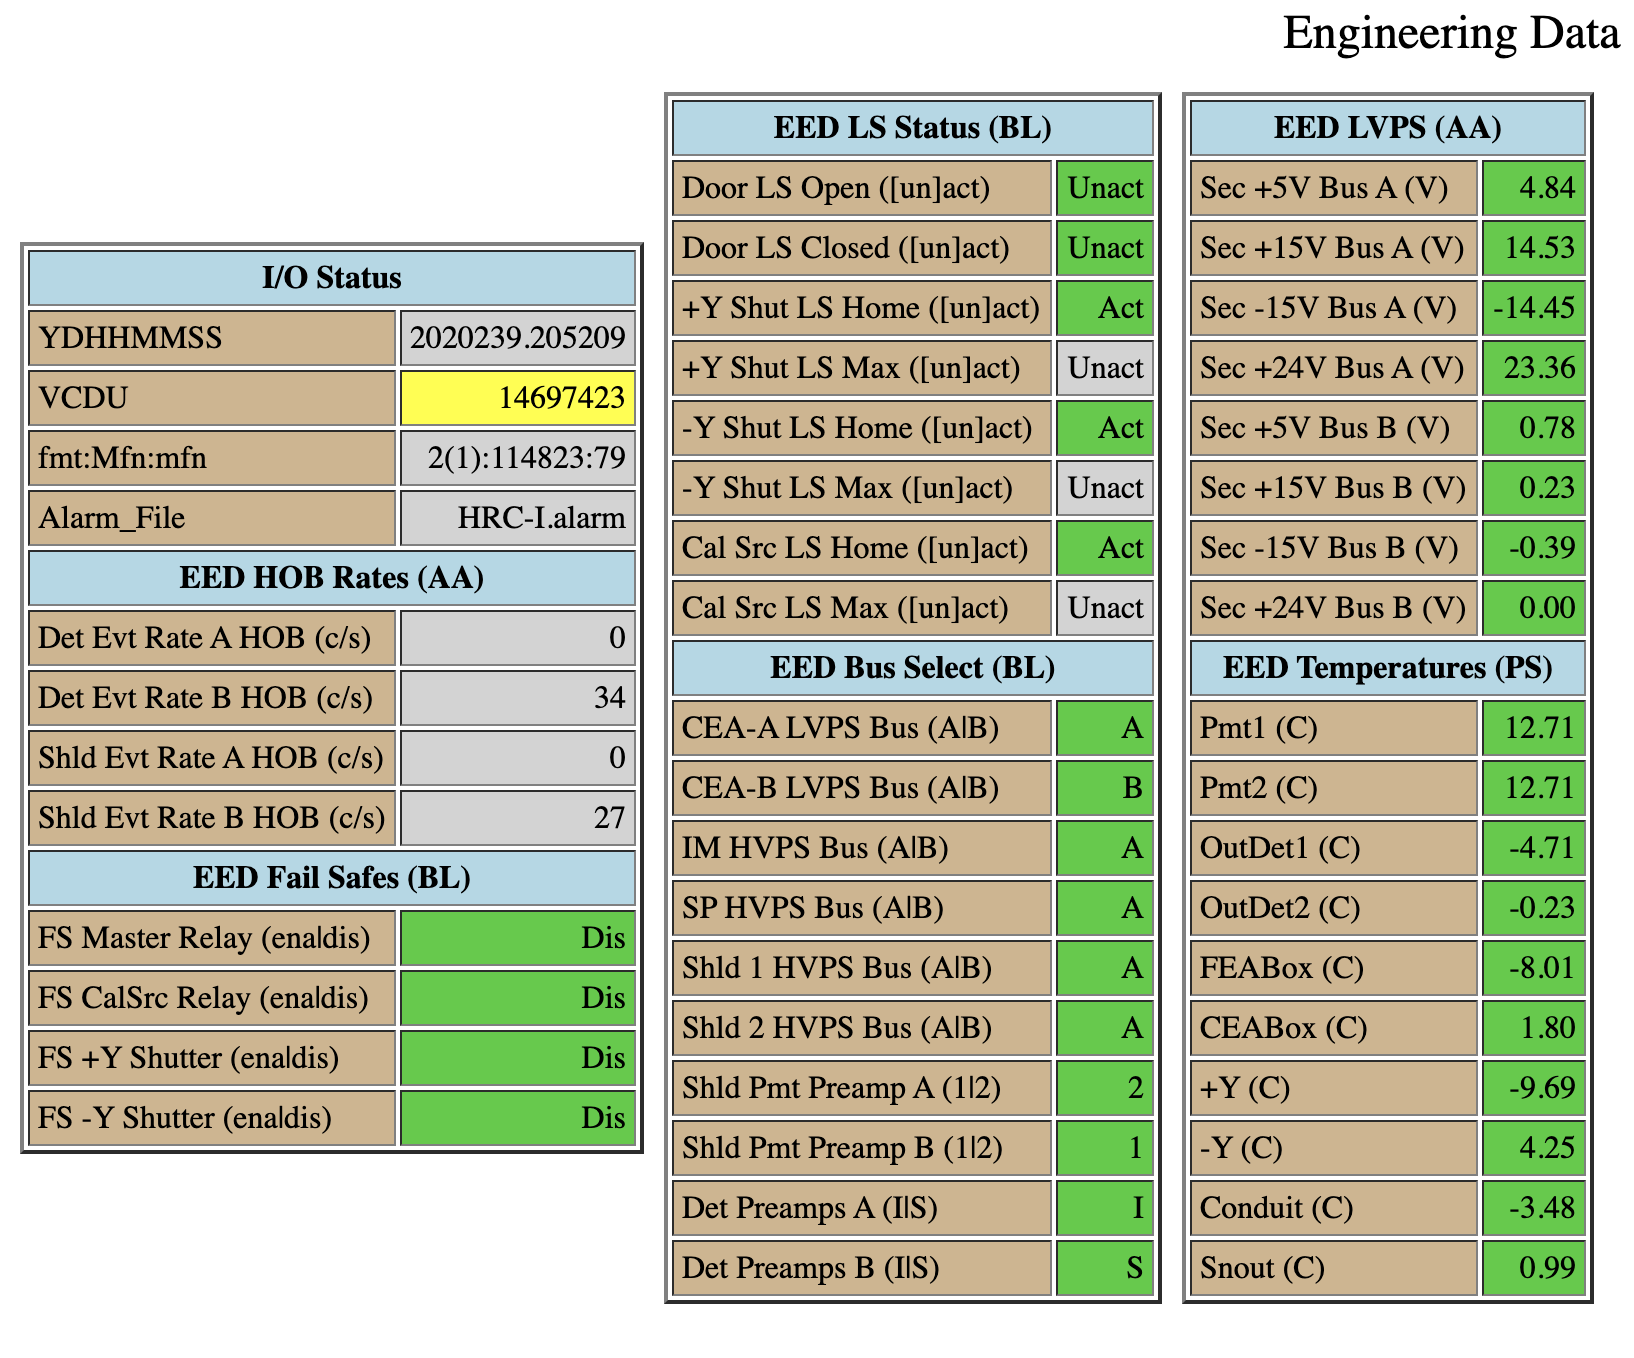 Engineering Data
I/O Status
YDHHMMSS 2020239.205209
VCDU 14697423
fmt:Mfn:mfn 2(1):114823:79
Alarm_File HRC-I.alarm
EED HOB Rates (AA)
Det Evt Rate A HOB (c/s) 0
Det Evt Rate B HOB (c/s) 34
Shld Evt Rate A HOB (c/s) 0
Shld Evt Rate B HOB (c/s) 27
EED Fail Safes (BL)
FS Master Relay (ena|dis) Dis
FS CalSrc Relay (ena|dis) Dis
FS +Y Shutter (ena|dis) Dis
FS -Y Shutter (ena|dis) Dis
EED LS Status (BL)
Door LS Open ([un]act) Unact
Door LS Closed ([un]act) Unact
+Y Shut LS Home ([un]act) Act
+Y Shut LS Max ([un]act) Unact
-Y Shut LS Home ([un]act) Act
-Y Shut LS Max ([un]act) Unact
Cal Src LS Home ([un]act) Act
Cal Src LS Max ([un]act) Unact
EED Bus Select (BL)
CEA-A LVPS Bus (A|B) A
CEA-B LVPS Bus (A|B) B
IM HVPS Bus (A|B) A
SP HVPS Bus (A|B) A
Shld 1 HVPS Bus (A|B) A
Shld 2 HVPS Bus (A|B) A
Shld Pmt Preamp A (1|2) 2
Shld Pmt Preamp B (1|2) 1
Det Preamps A (I|S) I
Det Preamps B (I|S) S
EED LVPS (AA)
Sec +5V Bus A (V) 4.84
Sec +15V Bus A (V) 14.53
Sec -15V Bus A (V) -14.45
Sec +24V Bus A (V) 23.36
Sec +5V Bus B (V) 0.78
Sec +15V Bus B (V) 0.23
Sec -15V Bus B (V) -0.39
Sec +24V Bus B (V) 0.00
EED Temperatures (PS)
Pmt1 (C) 12.71
Pmt2 (C) 12.71
OutDet1 (C) -4.71
OutDet2 (C) -0.23
FEABox (C) -8.01
CEABox (C) 1.80
+Y (C) -9.69
-Y (C) 4.25
Conduit (C) -3.48
Snout (C) 0.99